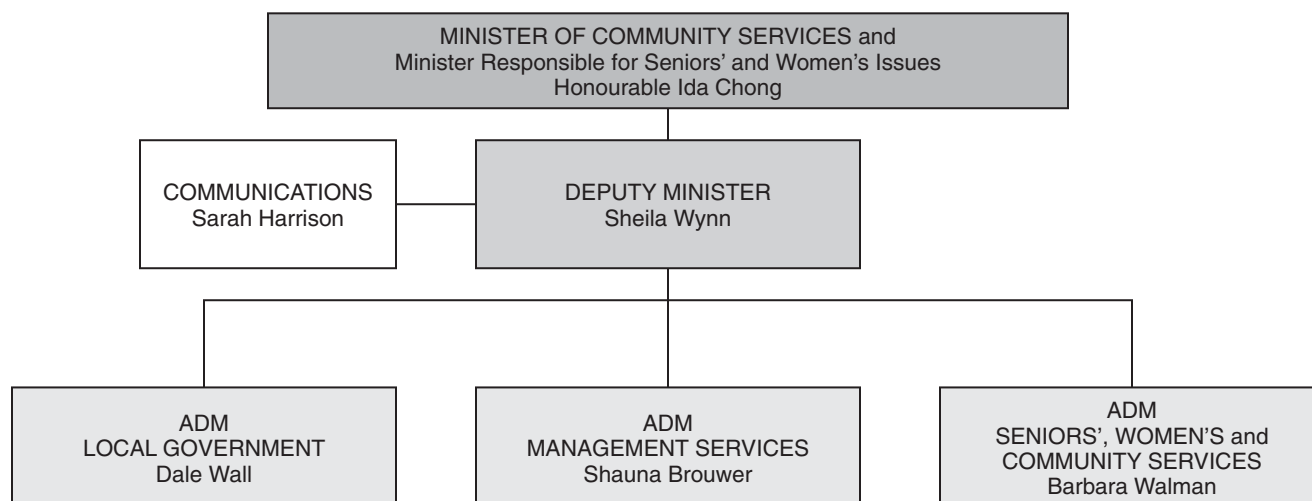 MINISTER OF COMMUNITY SERVICES and
Minister Responsible for Seniors’ and Women’s Issues
Honourable Ida Chong
COMMUNICATIONS
Sarah Harrison
DEPUTY MINISTER
Sheila Wynn
ADM
LOCAL GOVERNMENT
Dale Wall
ADM
MANAGEMENT SERVICES
Shauna Brouwer
ADM
SENIORS’, WOMEN’S and
COMMUNITY SERVICES
Barbara Walman